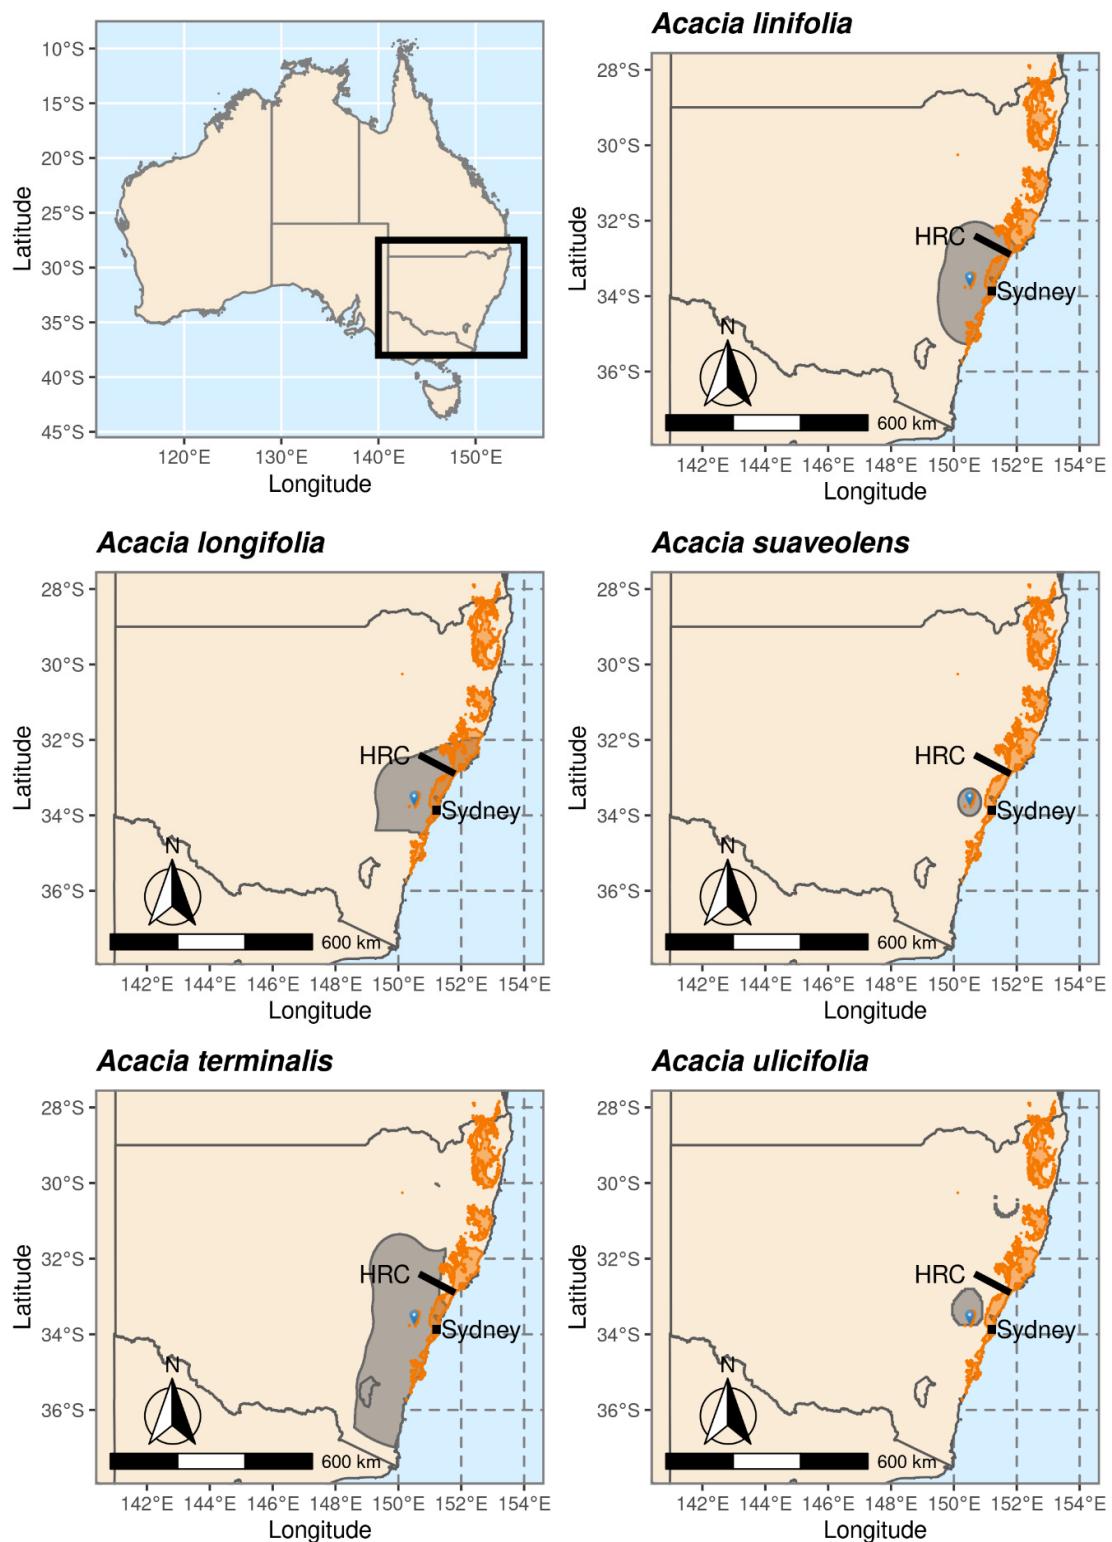 10°S
15°S
20°S
25°S
30°S
35°S
40°S
45°S
Latitude
120°E 130°E 140°E 150°E
Longitude
Acacia linifolia
28°S
30°S
32°S
34°S
36°S
Latitude
HRC
Sydney
N
600 km
142°E 144°E 146°E 148°E 150°E 152°E 154°E
Longitude
Acacia longifolia
28°S
30°S
32°S
34°S
36°S
Latitude
HRC
Sydney
N
600 km
142°E 144°E 146°E 148°E 150°E 152°E 154°E
Longitude
Acacia suaveolens
28°S
30°S
32°S
34°S
36°S
Latitude
HRC
Sydney
N
600 km
142°E 144°E 146°E 148°E 150°E 152°E 154°E
Longitude
Acacia terminalis
28°S
30°S
32°S
34°S
36°S
Latitude
HRC
Sydney
N
600 km
142°E 144°E 146°E 148°E 150°E 152°E 154°E
Longitude
Acacia ulicifolia
28°S
30°S
32°S
34°S
36°S
Latitude
HRC
Sydney
N
600 km
142°E 144°E 146°E 148°E 150°E 152°E 154°E
Longitude